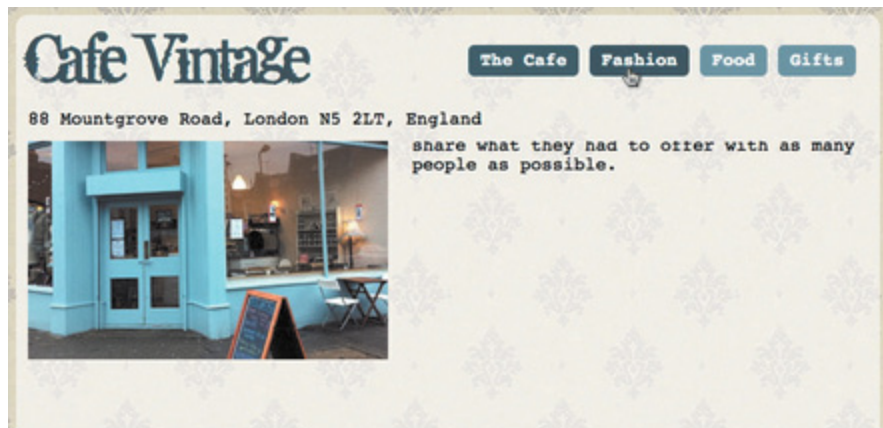 Cafe Vintage
The Cafe
Fashion
Food
Gifts
88 Mountgrove Road, London N5 2LT, England
share what they had to offer with as many
people as possible.